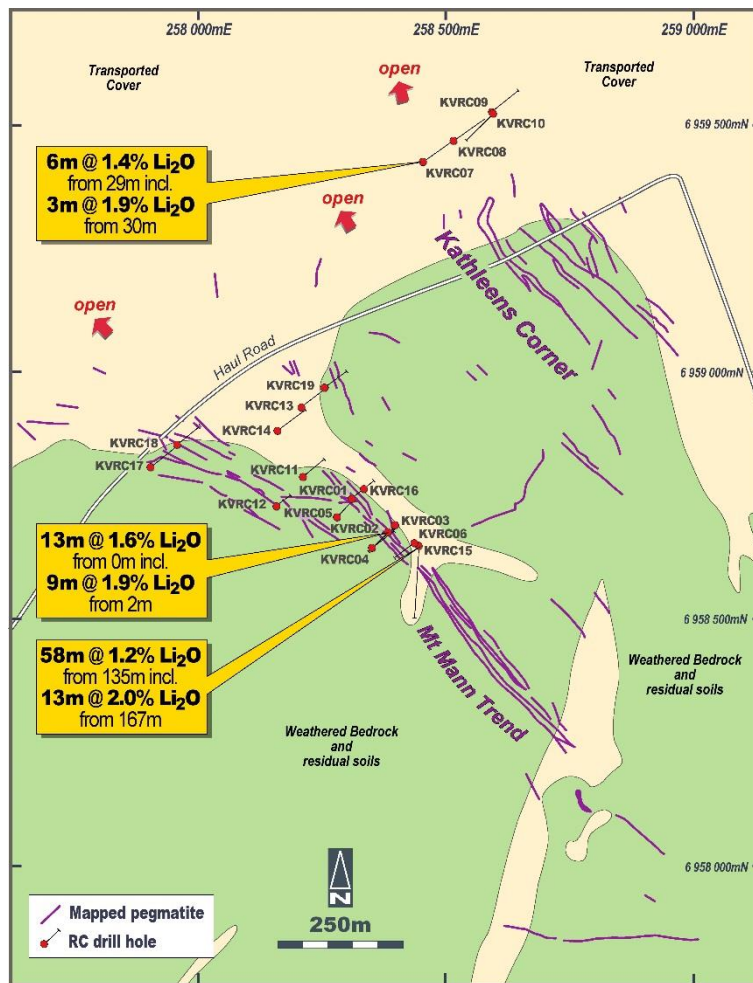 258 000mE
258 500mE
259 000mE
Transported
Cover
open
Transported
Cover
KVRC09
KVRC10
6 959 500mN
KVRC08
KVRC07
6m @ 1.4% Li2O
from 29m incl.
3m @ 1.9% Li2O
from 30m
open
Kathleens Corner
open
Haul Road
6 959 000mN
KVRC19
KVRC13
KVRC14
KVRC18
KVRC17
KVRC11
KVRC01
KVRC16
KVRC12
KVRC05
KVRC02
KVRC03
KVRC06
KVRC15
KVRC04
13m @ 1.6% Li2O
from 0m incl.
9m @ 1.9% Li2O
from 2m
6 958 500mN
58m @ 1.2% Li2O
from 135m incl.
13m @ 2.0% Li2O
from 167m
Mt Mann Trend
Weathered Bedrock
and
residual soils
Weathered Bedrock
and
residual soils
6 958 000mN
N
250m
Mapped pegmatite
RC drill hole